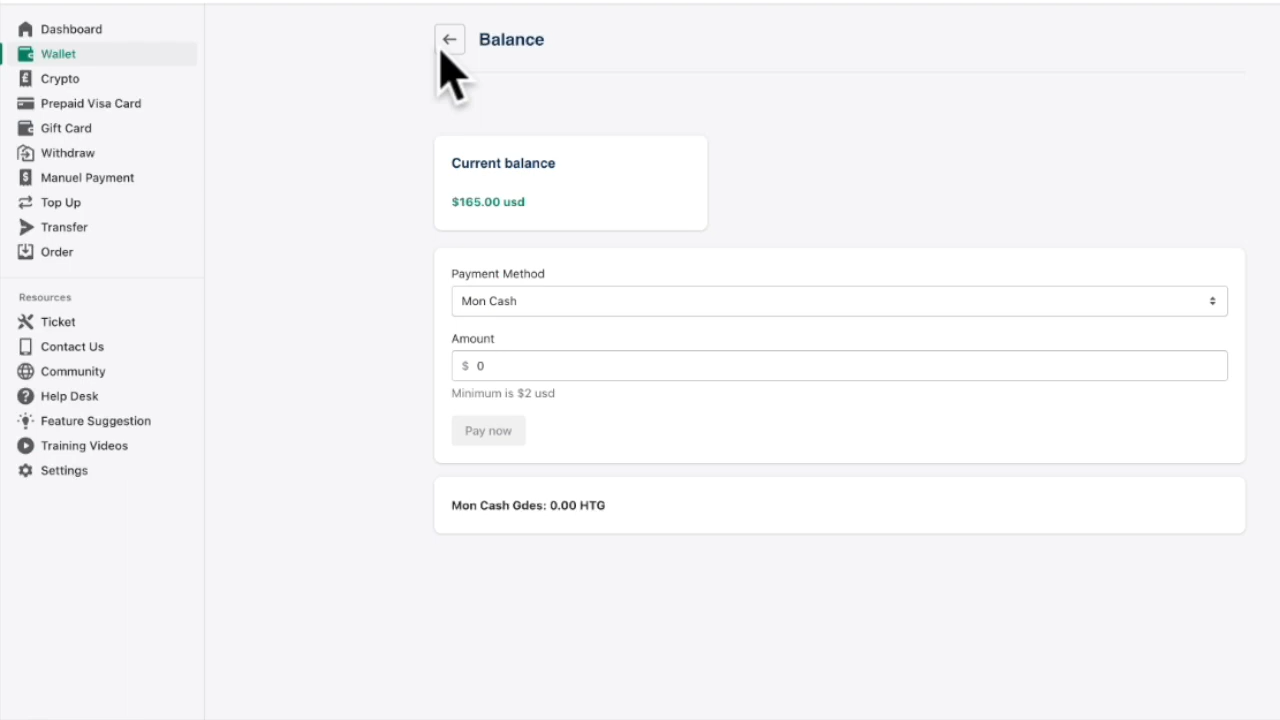 Dashboard
Wallet
Crypto
Prepaid Visa Card
Gift Card
Withdraw
Manuel Payment
Top Up
Transfer
Order
Resources
Ticket
Contact Us
Community
Help Desk
Feature Suggestion
Training Videos
Settings
Balance
Current balance
$165.00 usd
Payment Method
Mon Cash
Amount
$ 0
Minimum is $2 usd
Pay now
Mon Cash Gdes: 0.00 HTG